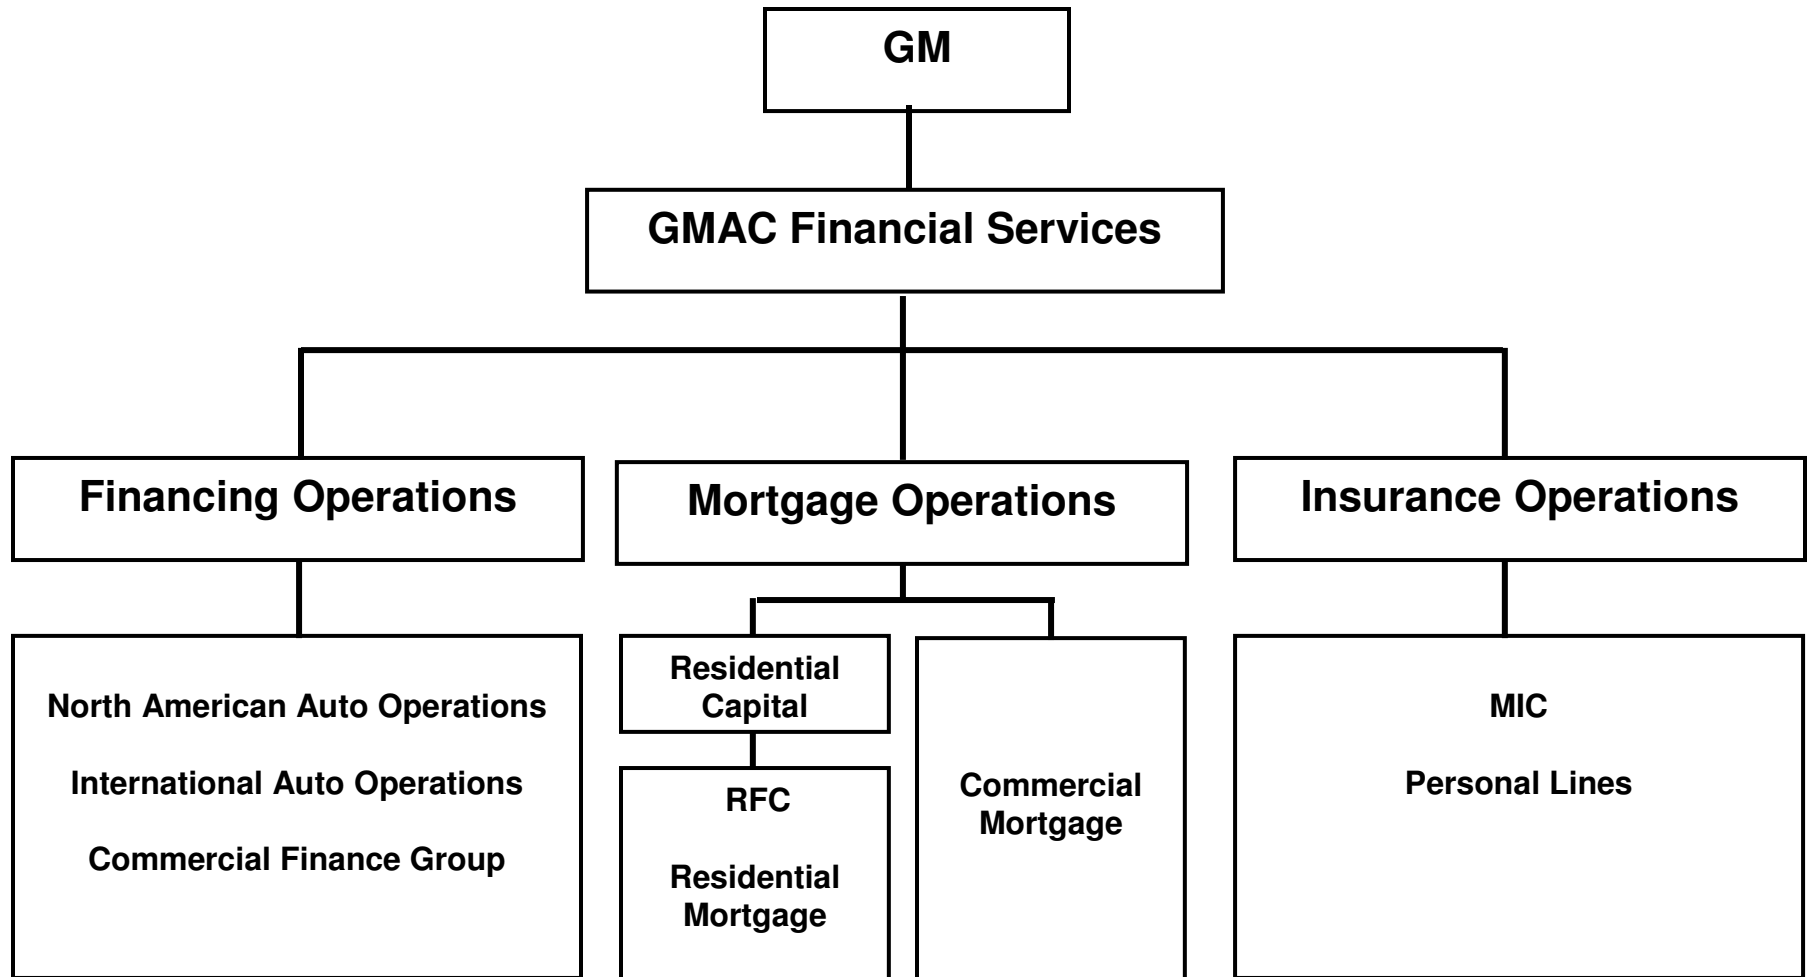 GM
GMAC Financial Services
Financing Operations
Mortgage Operations
Insurance Operations
North American Auto Operations
International Auto Operations
Commercial Finance Group
Residential
Capital
RFC
Residential
Mortgage
Commercial
Mortgage
MIC
Personal Lines